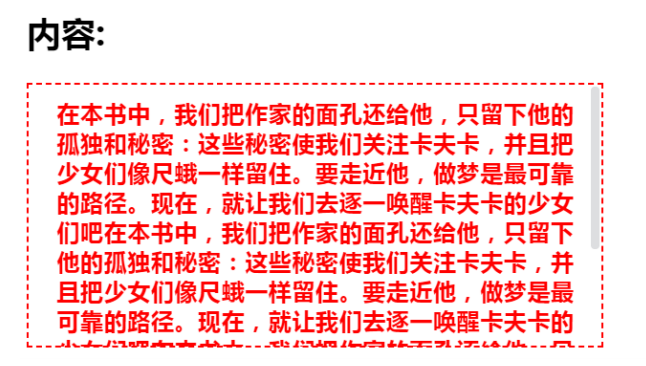 内容:
在本书中，我们把作家的面孔还给他，只留下他的
孤独和秘密：这些秘密使我们关注卡夫卡，并且把
少女们像尺蛾一样留住。要走近他，做梦是最可靠
的路径。现在，就让我们去逐一唤醒卡夫卡的少女
们吧在本书中，我们把作家的面孔还给他，只留下
他的孤独和秘密：这些秘密使我们关注卡夫卡，并
且把少女们像尺蛾一样留住。要走近他，做梦是最
可靠的路径。现在，就让我们去逐一唤醒卡夫卡的